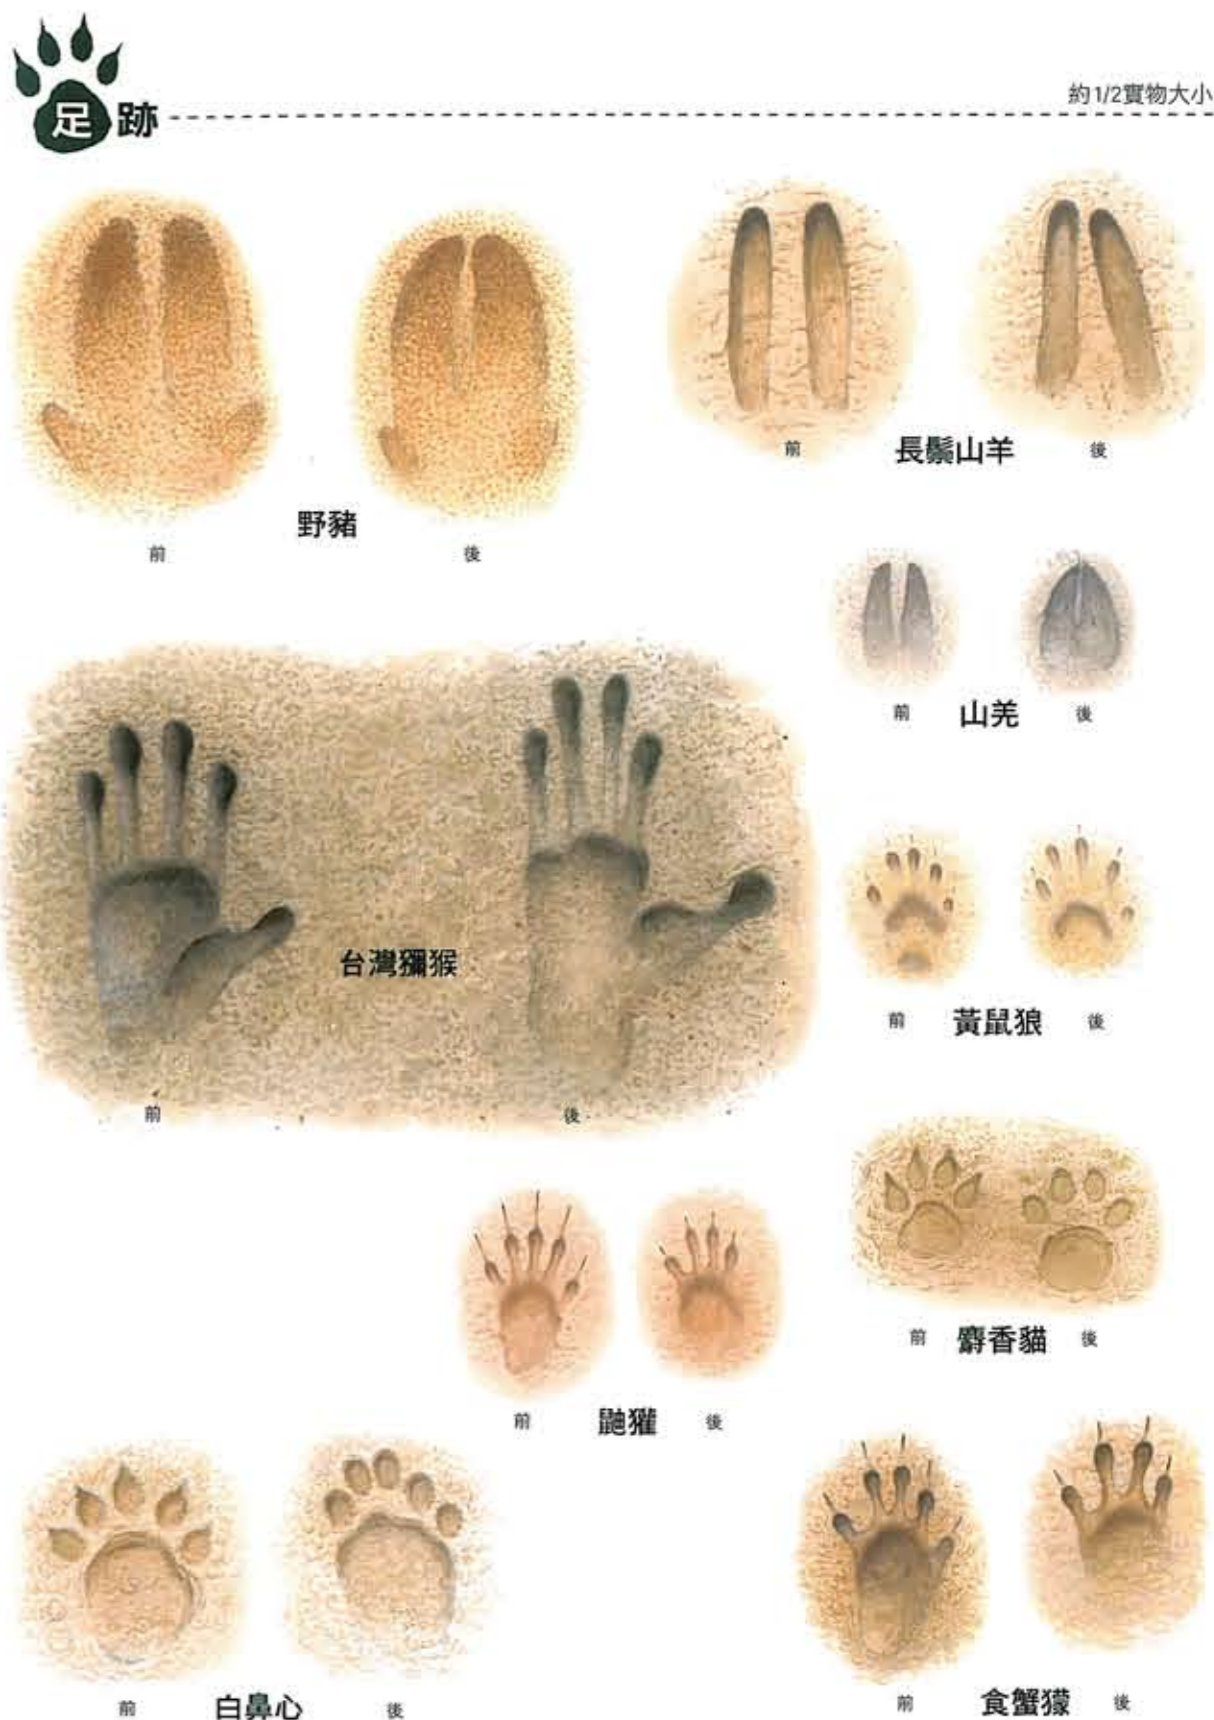 足跡
約1/2實物大小
前 長鬃山羊 後
野豬
前 後
前 山羌 後
台灣獼猴
前 黃鼠狼 後
前 後
前 麝香貓 後
前 鼬獾 後
前 白鼻心 後
前 食蟹獴 後